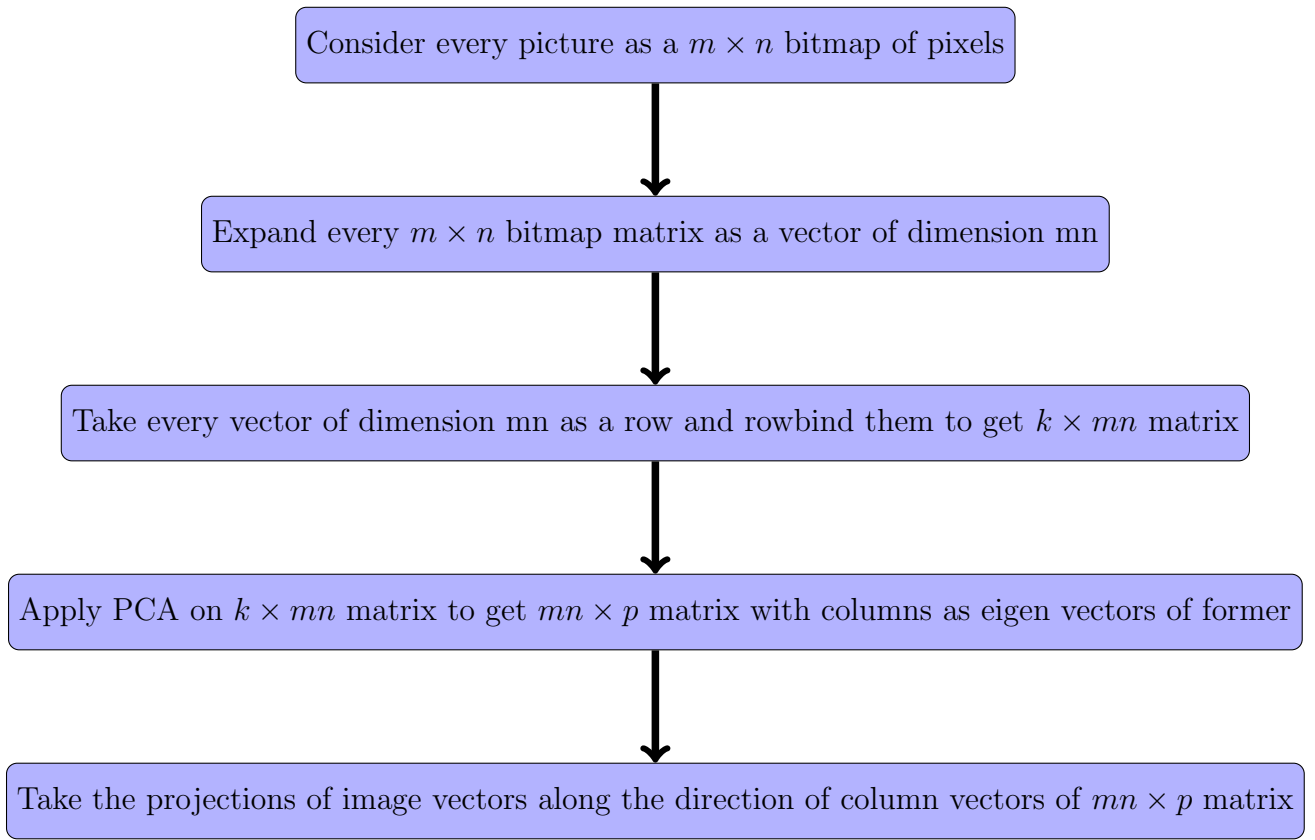 Consider every picture as a m × n bitmap of pixels
Expand every m × n bitmap matrix as a vector of dimension mn
Take every vector of dimension mn as a row and rowbind them to get k × mn matrix
Apply PCA on k × mn matrix to get mn × p matrix with columns as eigen vectors of former
Take the projections of image vectors along the direction of column vectors of mn × p matrix